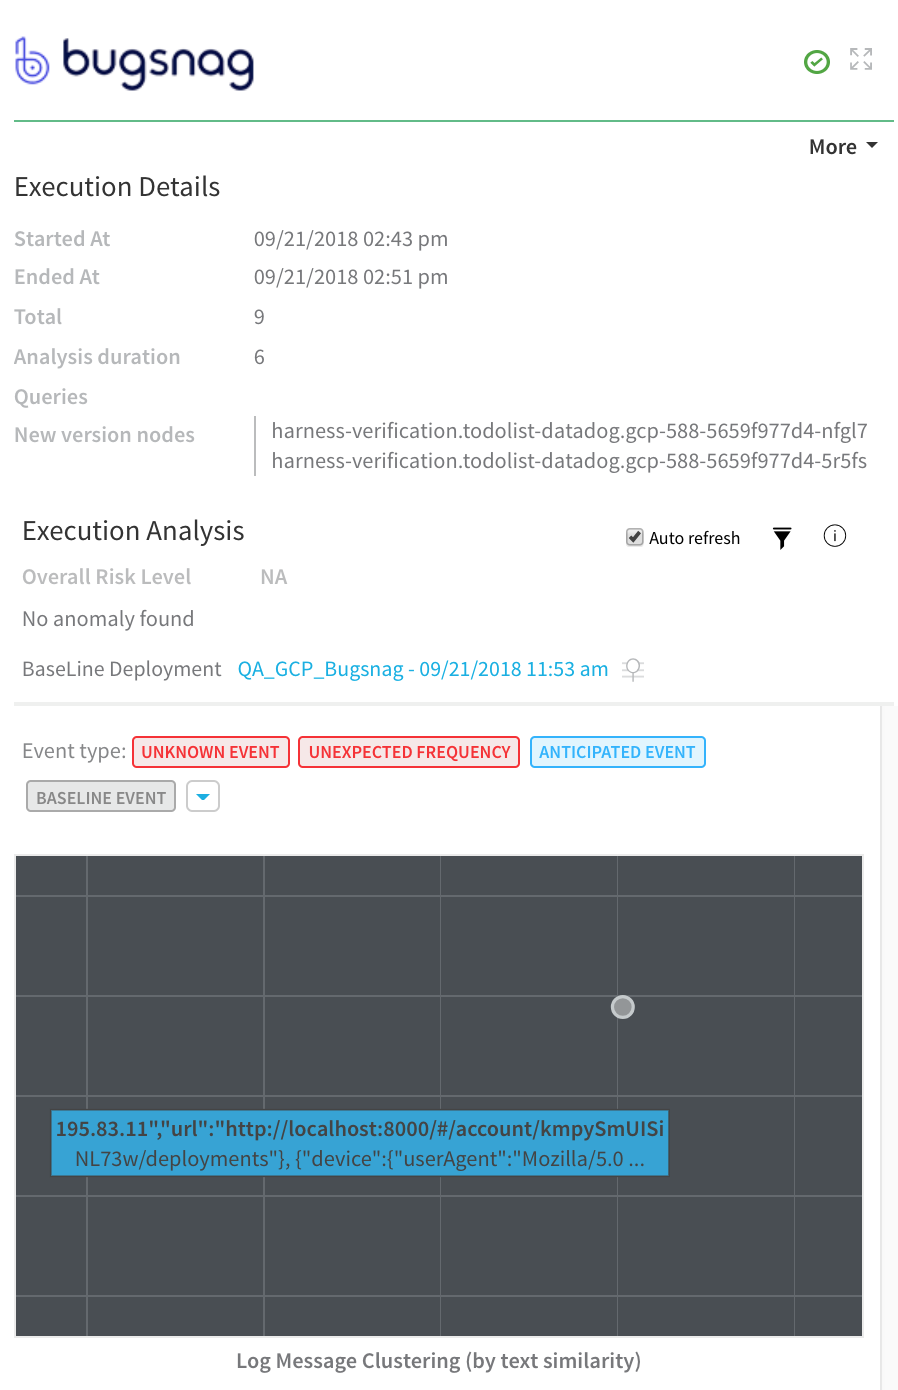 bugsnag
More
Execution Details
Started At 09/21/2018 02:43 pm
Ended At 09/21/2018 02:51 pm
Total 9
Analysis duration 6
Queries
New version nodes harness-verification.todolist-datadog.gcp-588-5659f977d4-nfgl7
harness-verification.todolist-datadog.gcp-588-5659f977d4-5r5fs
Execution Analysis Auto refresh
Overall Risk Level NA
No anomaly found
BaseLine Deployment QA_GCP_Bugsnag - 09/21/2018 11:53 am
Event type: UNKNOWN EVENT UNEXPECTED FREQUENCY ANTICIPATED EVENT
BASELINE EVENT
195.83.11","url":"http://localhost:8000/#/account/kmpySmUISi
NL73w/deployments"}, {"device":{"userAgent":"Mozilla/5.0 ...
Log Message Clustering (by text similarity)